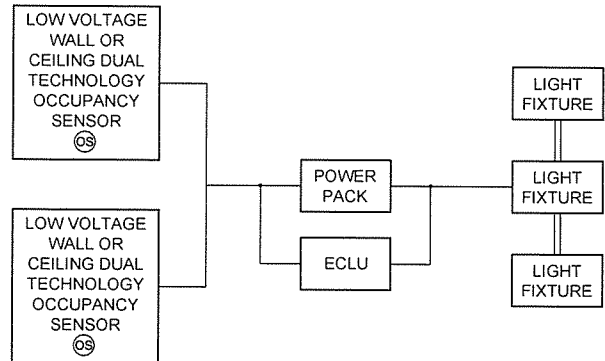 LOW VOLTAGE
WALL OR
CEILING DUAL
TECHNOLOGY
OCCUPANCY
SENSOR
OS
LOW VOLTAGE
WALL OR
CEILING DUAL
TECHNOLOGY
OCCUPANCY
SENSOR
OS
POWER
PACK
ECLU
LIGHT
FIXTURE
LIGHT
FIXTURE
LIGHT
FIXTURE